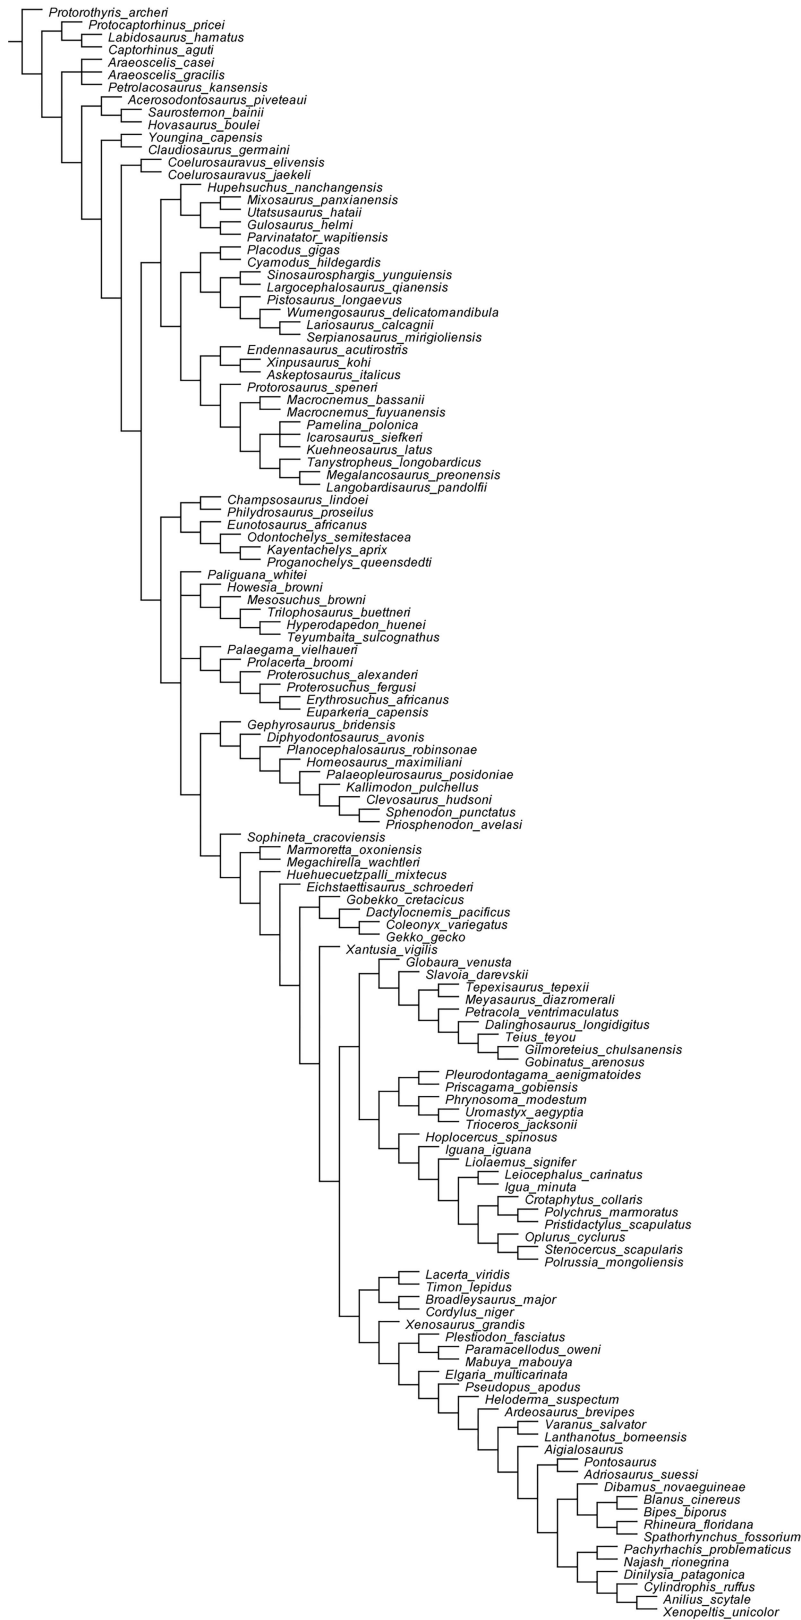 Protorothyris_archeri
Protocaptorhinus_pricei
Labidosaurus_hamatus
Captorhinus_aguti
Araeoscelis_casei
Araeoscelis_gracilis
Petrolacosaurus_kansensis
Acerosodontosaurus_piveteaui
Saurosternon_bainii
Hovasaurus_boulei
Youngina_capensis
Claudiosaurus_germaini
Coelurosauravus_elivensis
Coelurosauravus_jaekeli
Hupehsuchus_nanchangensis
Mixosaurus_panxianensis
Utatsusaurus_hataii
Gulosaurus_helmi
Parvinatator_wapitiensis
Placodus_gigas
Cyamodus_hildegardis
Sinosaurosphargis_yunguiensis
Largocephalosaurus_qianensis
Pistosaurus_longaevus
Wumengosaurus_delicatomandibula
Lariosaurus_calcagnii
Serpianosaurus_mirigioliensis
Endennasaurus_acutirostris
Xinpusaurus_kohi
Askeptosaurus_italicus
Protorosaurus_speneri
Macrocnemus_bassanii
Macrocnemus_fuyuanensis
Pamelina_polonica
Icarosaurus_siefkeri
Kuehneosaurus_latus
Tanystropheus_longobardicus
Megalancosaurus_preonensis
Langobardisaurus_pandolfii
Champsosaurus_lindoei
Philydrosaurus_proseilus
Eunotosaurus_africanus
Odontochelys_semitestacea
Kayentachelys_aprix
Proganochelys_queensdedti
Paliguana_whitei
Howesia_browni
Mesosuchus_browni
Trilophosaurus_buettneri
Hyperodapedon_huenei
Teyumbaita_sulcognathus
Palaegama_vielhaueri
Prolacerta_broomi
Proterosuchus_alexanderi
Proterosuchus_fergusi
Erythrosuchus_africanus
Euparkeria_capensis
Gephyrosaurus_bridensis
Diphyodontosaurus_avonis
Planocephalosaurus_robinsonae
Homeosaurus_maximiliani
Palaeopleurosaurus_posidoniae
Kallimodon_pulchellus
Clevosaurus_hudsoni
Sphenodon_punctatus
Priosphenodon_avelasi
Sophineta_cracoviensis
Marmoretta_oxoniensis
Megachirella_wachtleri
Huehuecuetzpalli_mixtecus
Eichstaettisaurus_schroederi
Gobekko_cretacicus
Dactylocnemis_pacificus
Coleonyx_variegatus
Gekko_gecko
Xantusia_vigilis
Globaura_venusta
Slavoia_darevskii
Tepexisaurus_tepexii
Meyasaurus_diazromerali
Petracola_ventrimaculatus
Dalinghosaurus_longidigitus
Teius_teyou
Gilmoreteius_chulsanensis
Gobinatus_arenosus
Pleurodontagama_aenigmatoides
Priscagama_gobiensis
Phrynosoma_modestum
Uromastyx_aegyptia
Trioceros_jacksonii
Hoplocercus_spinosus
Iguana_iguana
Liolaemus_signifer
Leiocephalus_carinatus
Igua_minuta
Crotaphytus_collaris
Polychrus_marmoratus
Pristidactylus_scapulatus
Oplurus_cyclurus
Stenocercus_scapularis
Polrussia_mongoliensis
Lacerta_viridis
Timon_lepidus
Broadleysaurus_major
Cordylus_niger
Xenosaurus_grandis
Plestiodon_fasciatus
Paramacellodus_oweni
Mabuya_mabouya
Elgaria_multicarinata
Pseudopus_apodus
Heloderma_suspectum
Ardeosaurus_brevipes
Varanus_salvator
Lanthanotus_borneensis
Aigialosaurus
Pontosaurus
Adriosaurus_suessi
Dibamus_novaeguineae
Blanus_cinereus
Bipes_biporus
Rhineura_floridana
Spathorhynchus_fossorium
Pachyrhachis_problematicus
Najash_rionegrina
Dinilysia_patagonica
Cylindrophis_ruffus
Anilius_scytale
Xenopeltis_unicolor